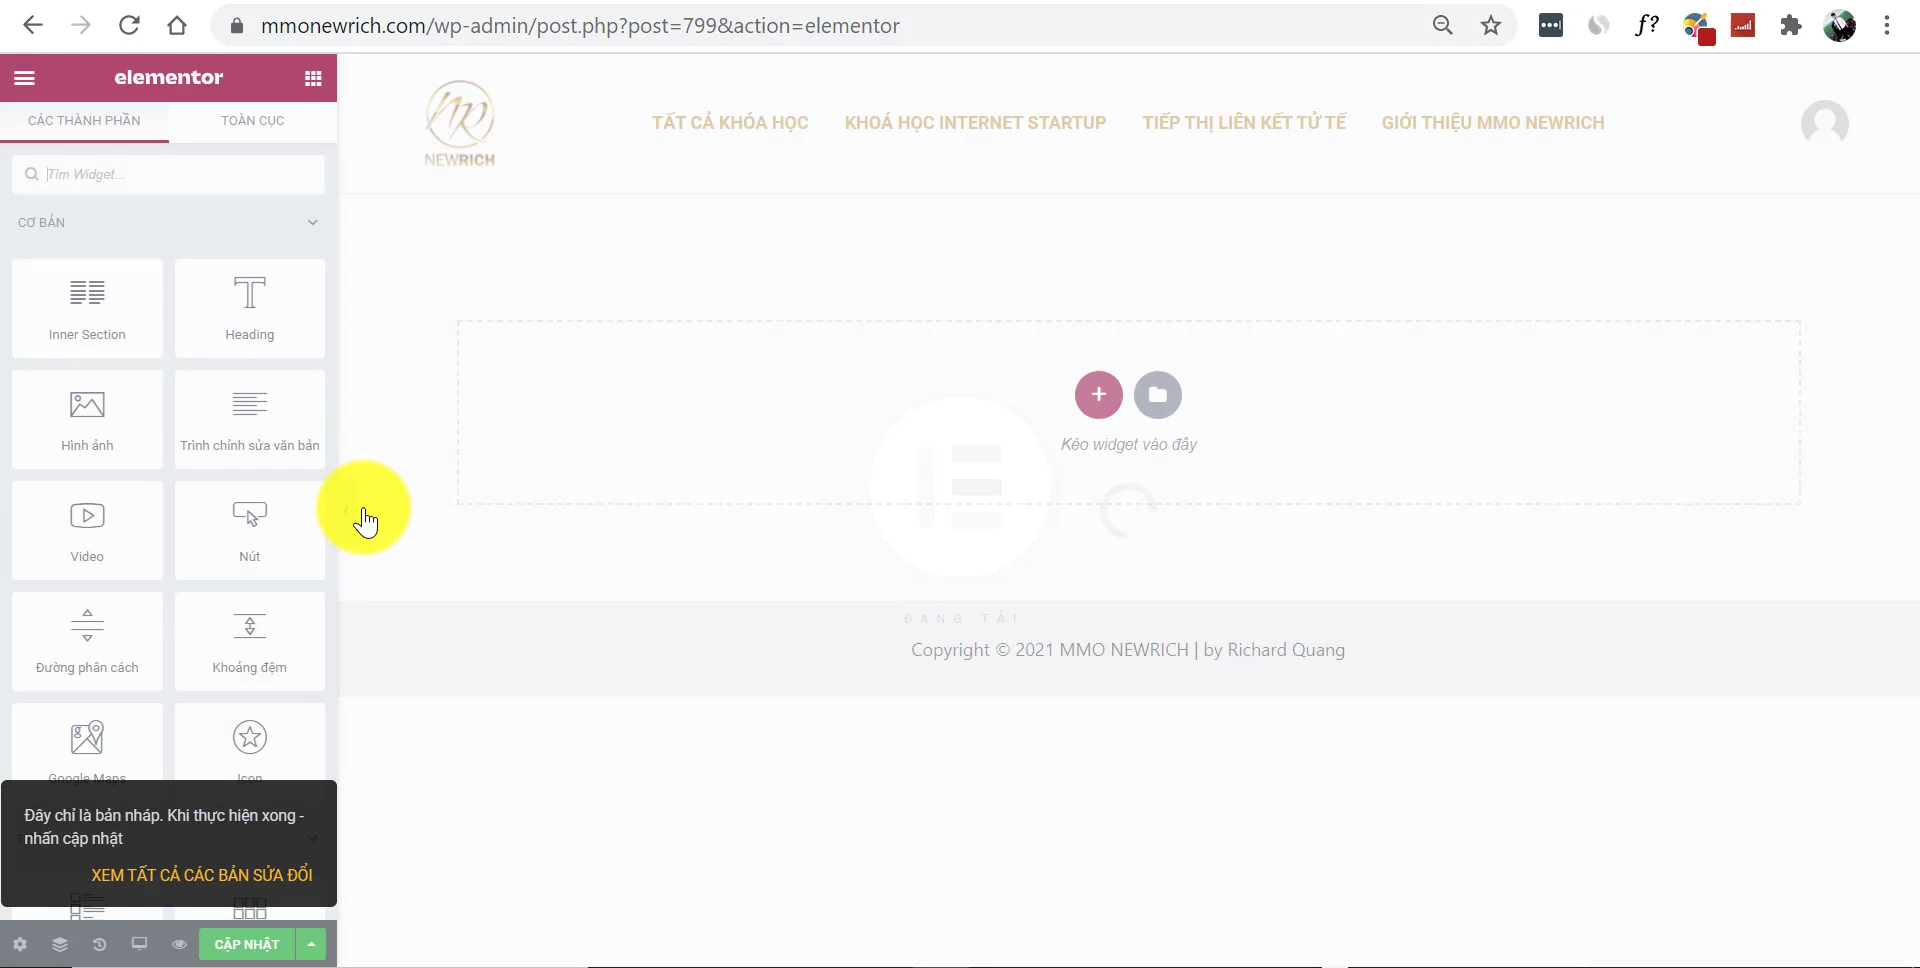 mmonewrich.com/wp-admin/post.php?post=799&action=elementor
f?
elementor
CÁC THÀNH PHẦN
TOÀN CỤC
Tìm Widget...
CƠ BẢN
Inner Section
Heading
Hình ảnh
Trình chỉnh sửa văn bản
Video
Nút
Đường phân cách
Khoảng đệm
Google Maps
Icon
Đây chỉ là bản nháp. Khi thực hiện xong -
nhấn cập nhật
XEM TẤT CẢ CÁC BẢN SỬA ĐỔI
CẬP NHẬT
NEWRICH
TẤT CẢ KHÓA HỌC
KHOÁ HỌC INTERNET STARTUP
TIẾP THỊ LIÊN KẾT TỬ TẾ
GIỚI THIỆU MMO NEWRICH
Kéo widget vào đây
ĐANG TẢI
Copyright © 2021 MMO NEWRICH | by Richard Quang